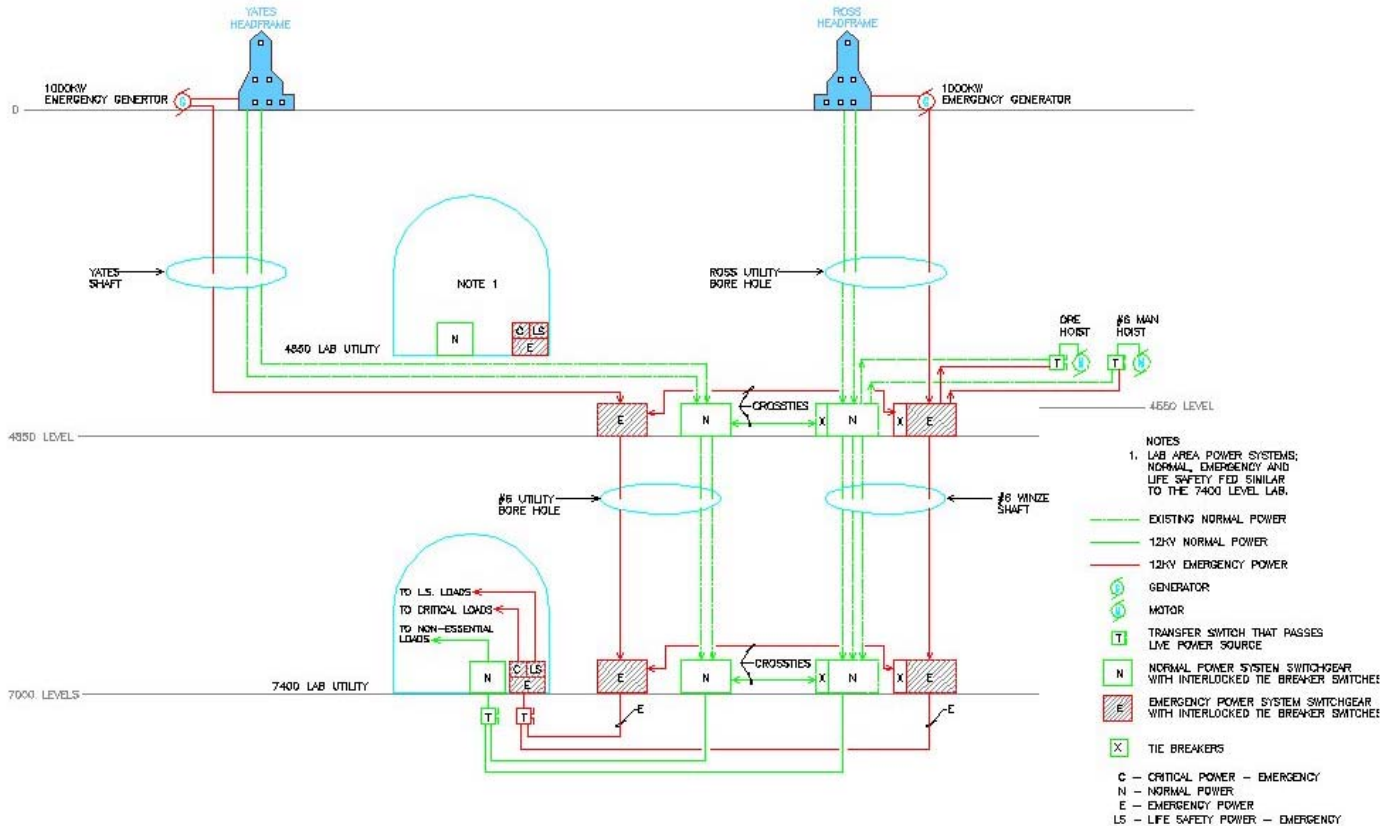 YATES
HEADFRAME
ROSS
HEADFRAME
1000KW
EMERGENCY GENERTOR
G
1000KW
EMERGENCY GENERATOR
G
0
YATES
SHAFT
NOTE 1
ROSS UTILITY
BORE HOLE
N
C LS
E
4850 LAB UTILITY
ORE
HOIST
#6 MAN
HOIST
T
M
T
M
E
N
CROSSTIES
X
N
X
E
4550 LEVEL
4850 LEVEL
#6 UTILITY
BORE HOLE
#6 WINZE
SHAFT
TO L.S. LOADS
TO CRITICAL LOADS
TO NON-ESSENTIAL
LOADS
N
C LS
E
E
N
CROSSTIES
X
N
X
E
7400 LAB UTILITY
7000 LEVELS
T
T
E
E
NOTES
1. LAB AREA POWER SYSTEMS;
NORMAL, EMERGENCY AND
LIFE SAFETY FED SIMILAR
TO THE 7400 LEVEL LAB.
EXISTING NORMAL POWER
12KV NORMAL POWER
12KV EMERGENCY POWER
G
GENERATOR
M
MOTOR
T
TRANSFER SWITCH THAT PASSES
LIVE POWER SOURCE
N
NORMAL POWER SYSTEM SWITCHGEAR
WITH INTERLOCKED TIE BREAKER SWITCHES
E
EMERGENCY POWER SYSTEM SWITCHGEAR
WITH INTERLOCKED TIE BREAKER SWITCHES
X
TIE BREAKERS
C - CRITICAL POWER - EMERGENCY
N - NORMAL POWER
E - EMERGENCY POWER
LS - LIFE SAFETY POWER - EMERGENCY